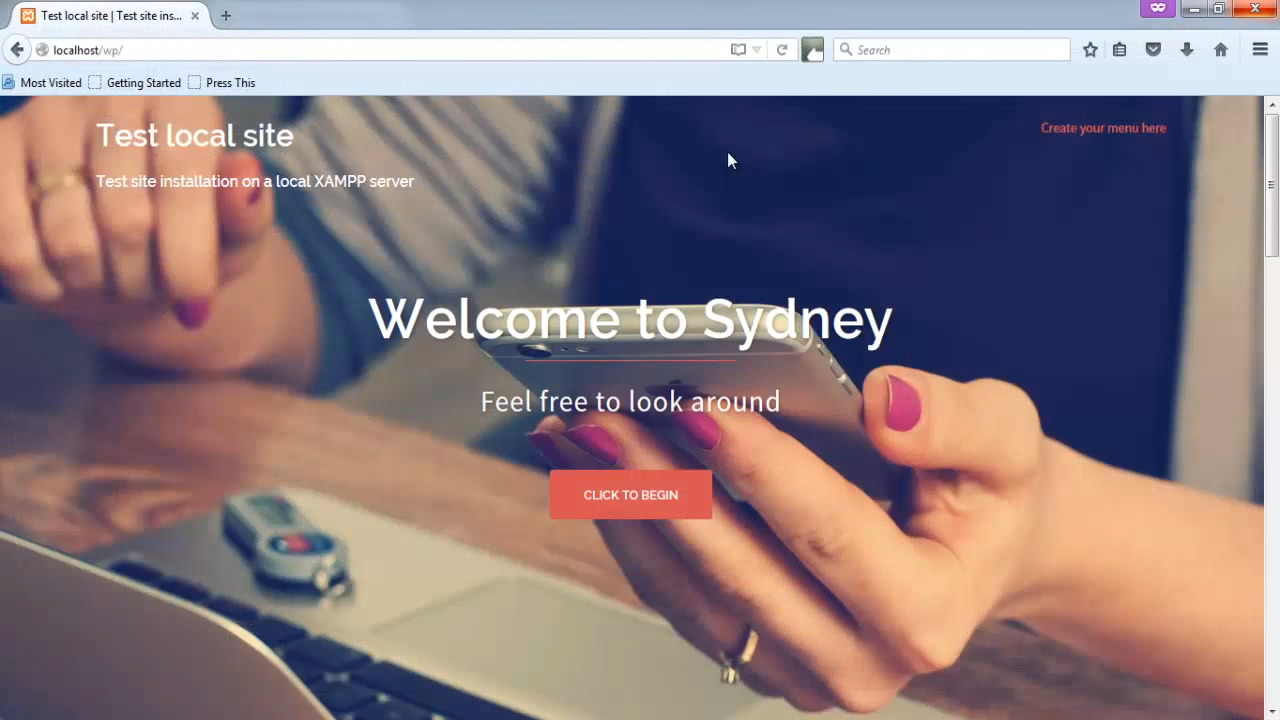 Test local site | Test site ins...
localhost/wp/
Search
Most Visited
Getting Started
Press This
Test local site
Create your menu here
Test site installation on a local XAMPP server
Welcome to Sydney
Feel free to look around
CLICK TO BEGIN